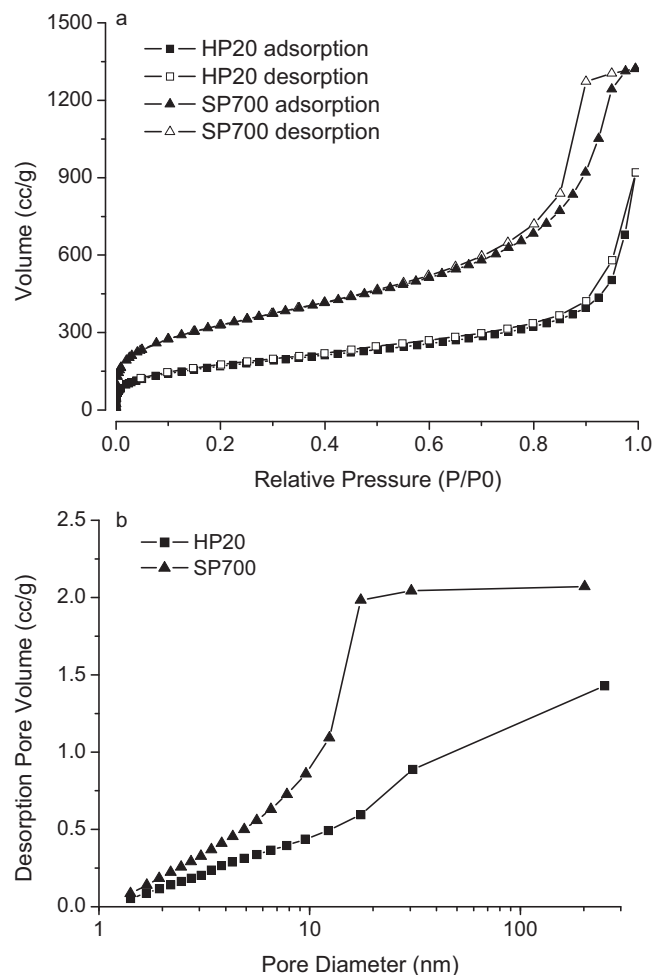 a
HP20 adsorption
HP20 desorption
SP700 adsorption
SP700 desorption
1500
1200
900
600
300
0
Volume (cc/g)
0.0 0.2 0.4 0.6 0.8 1.0
Relative Pressure (P/P0)
b
HP20
SP700
2.5
2.0
1.5
1.0
0.5
0.0
Desorption Pore Volume (cc/g)
1 10 100
Pore Diameter (nm)